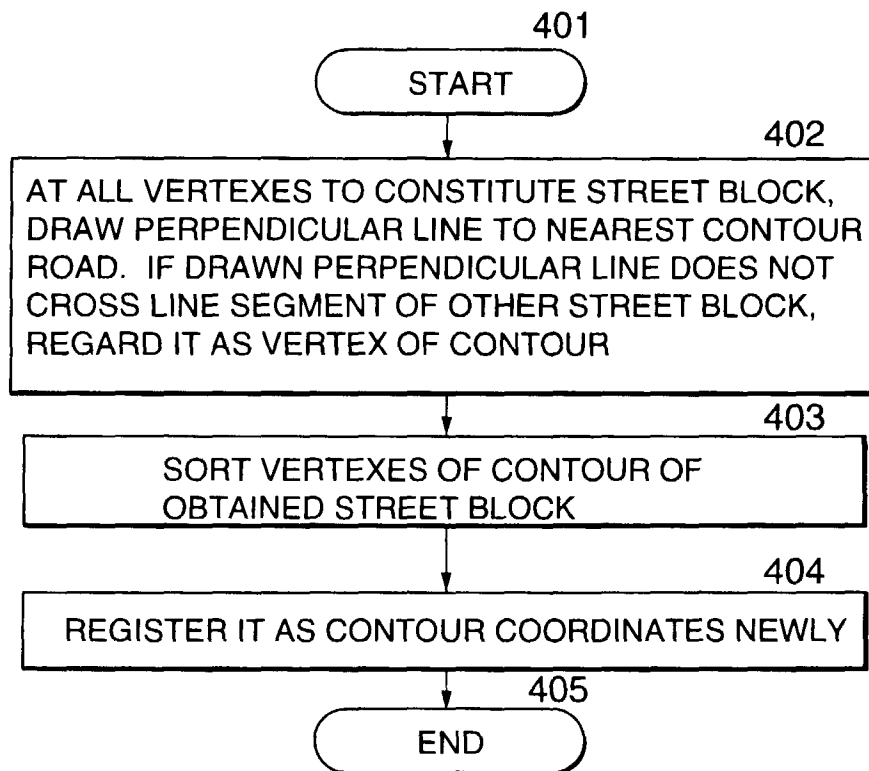 401
START
402
AT ALL VERTEXES TO CONSTITUTE STREET BLOCK,
DRAW PERPENDICULAR LINE TO NEAREST CONTOUR
ROAD. IF DRAWN PERPENDICULAR LINE DOES NOT
CROSS LINE SEGMENT OF OTHER STREET BLOCK,
REGARD IT AS VERTEX OF CONTOUR
403
SORT VERTEXES OF CONTOUR OF
OBTAINED STREET BLOCK
404
REGISTER IT AS CONTOUR COORDINATES NEWLY
405
END